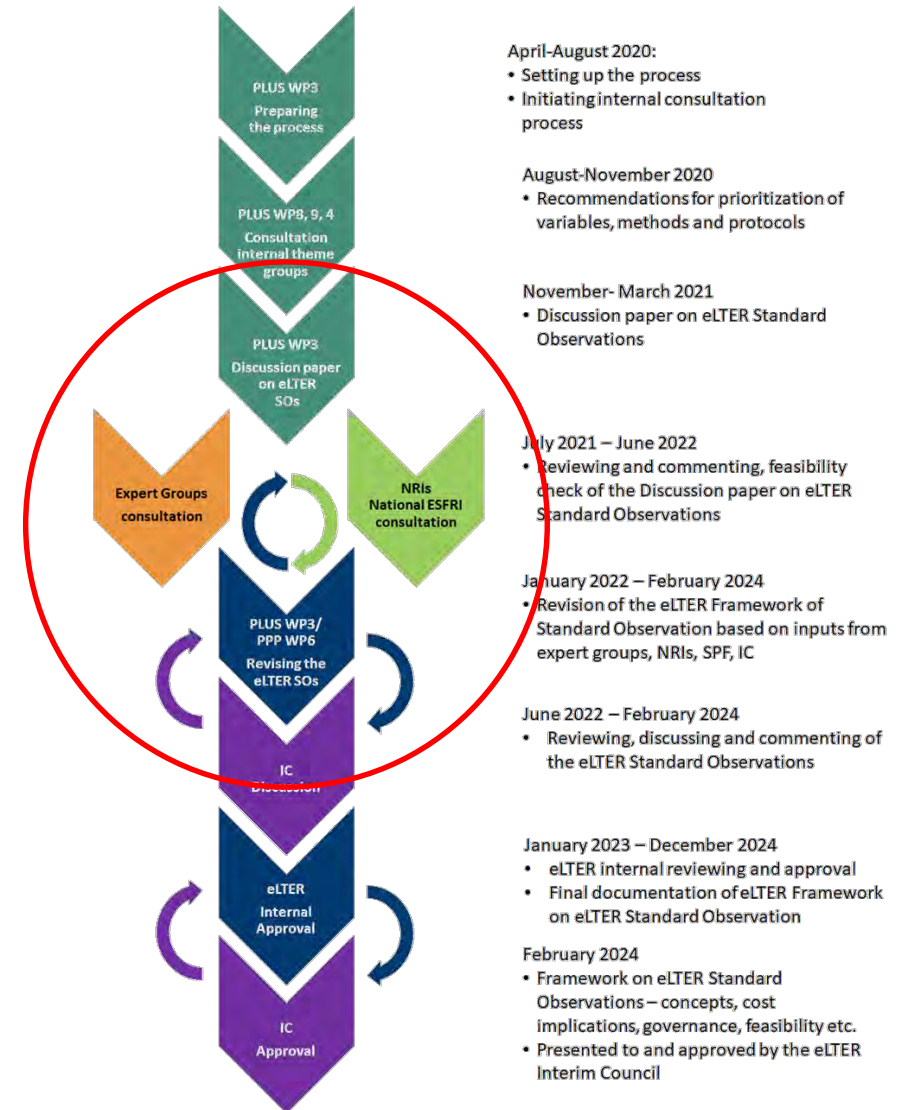 PLUS WP3
Preparing
the process
April-August 2020:
• Setting up the process
• Initiating internal consultation
process
PLUS WP8, 9, 4
Consultation
internal theme
groups
August-November 2020
• Recommendations for prioritization of
variables, methods and protocols
PLUS WP3
Discussion paper
on eLTER
SOs
November- March 2021
• Discussion paper on eLTER Standard
Observations
Expert Groups
consultation
NRIs
National ESFRI
consultation
July 2021 – June 2022
• Reviewing and commenting, feasibility
check of the Discussion paper on eLTER
Standard Observations
PLUS WP3/
PPP WP6
Revising the
eLTER SOs
January 2022 – February 2024
• Revision of the eLTER Framework of
Standard Observation based on inputs from
expert groups, NRIs, SPF, IC
IC
Discussion
June 2022 – February 2024
• Reviewing, discussing and commenting of
the eLTER Standard Observations
eLTER
Internal
Approval
January 2023 – December 2024
• eLTER internal reviewing and approval
• Final documentation of eLTER Framework
on eLTER Standard Observation
IC
Approval
February 2024
• Framework on eLTER Standard
Observations – concepts, cost
implications, governance, feasibility etc.
• Presented to and approved by the eLTER
Interim Council